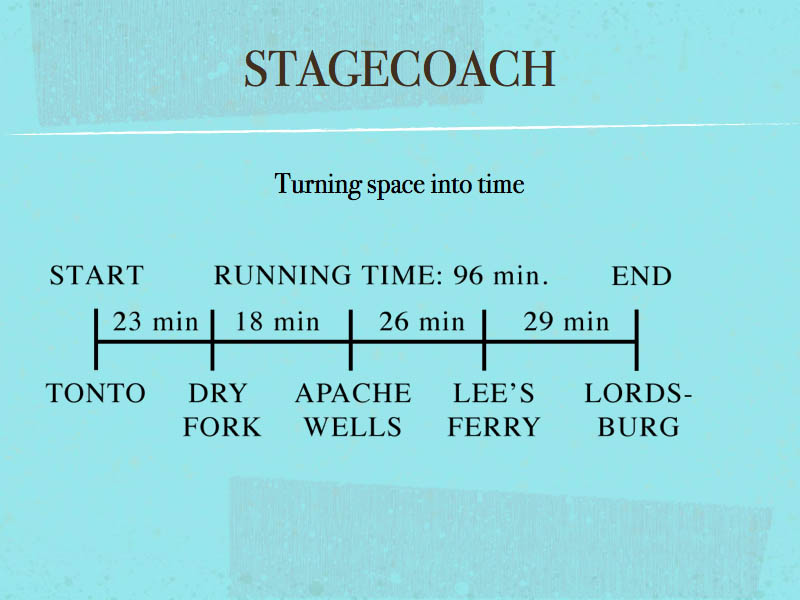 STAGECOACH
Turning space into time
START RUNNING TIME: 96 min. END
23 min 18 min 26 min 29 min
TONTO DRY APACHE LEE’S LORDS-
FORK WELLS FERRY BURG